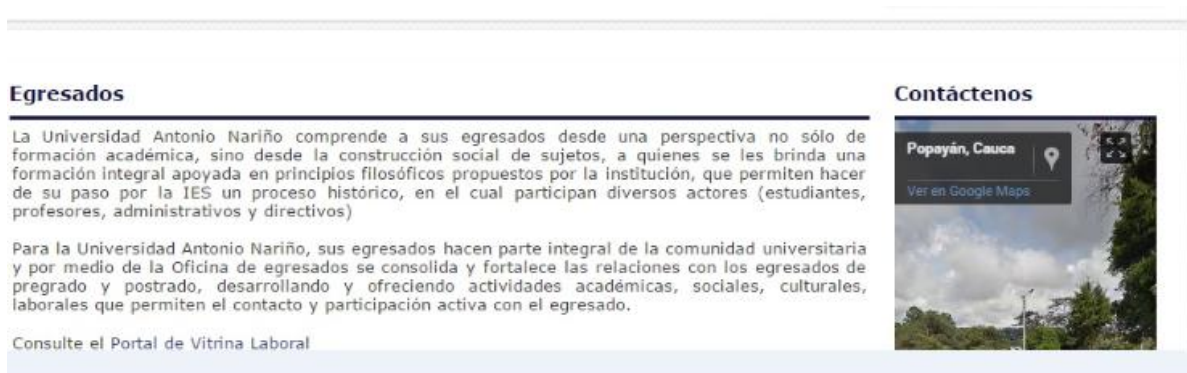 Egresados
La Universidad Antonio Nariño comprende a sus egresados desde una perspectiva no sólo de
formación académica, sino desde la construcción social de sujetos, a quienes se les brinda una
formación integral apoyada en principios filosóficos propuestos por la institución, que permiten hacer
de su paso por la IES un proceso histórico, en el cual participan diversos actores (estudiantes,
profesores, administrativos y directivos)
Para la Universidad Antonio Nariño, sus egresados hacen parte integral de la comunidad universitaria
y por medio de la Oficina de egresados se consolida y fortalece las relaciones con los egresados de
pregrado y postrado, desarrollando y ofreciendo actividades académicas, sociales, culturales,
laborales que permiten el contacto y participación activa con el egresado.
Consulte el Portal de Vitrina Laboral
Contáctenos
Popayán, Cauca
Ver en Google Maps